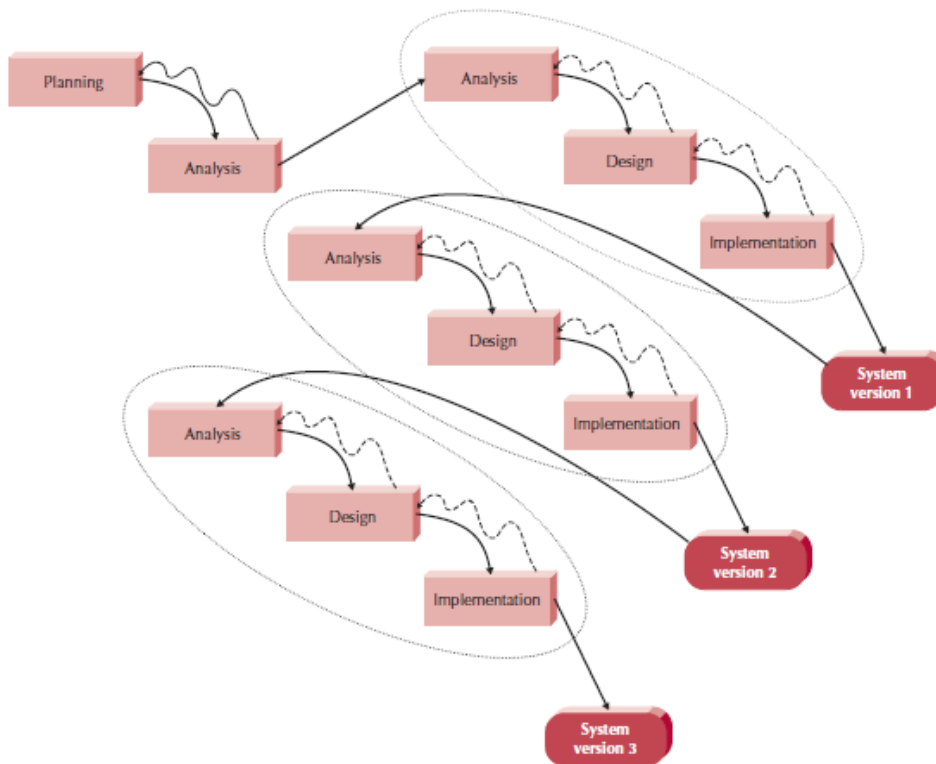 Planning
Analysis
Analysis
Design
Implementation
System
version 1
Analysis
Design
Implementation
System
version 2
Analysis
Design
Implementation
System
version 3